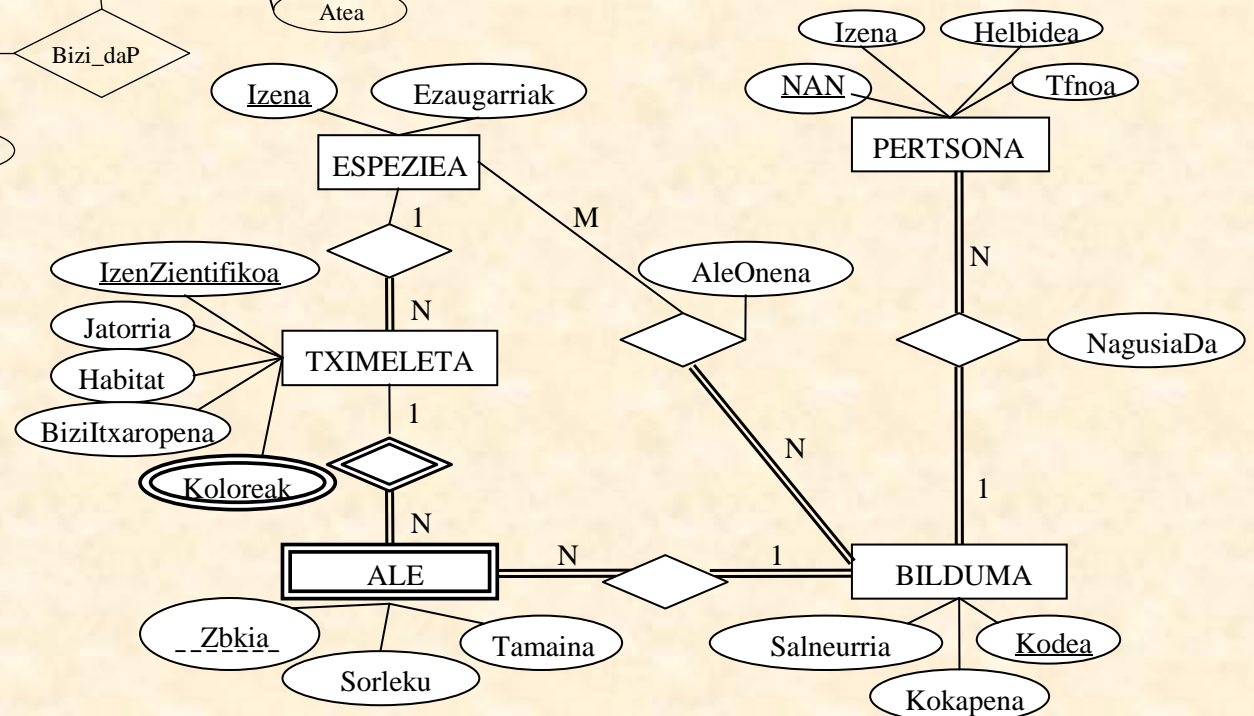 Atea
Bizi_daP
Izena
Helbidea
NAN
Tfnoa
PERTSONA
Izena
Ezaugarriak
ESPEZIEA
1
M
N
AleOnena
N
NagusiaDa
IzenZientifikoa
Jatorria
Habitat
BiziItxaropena
Koloreak
TXIMELETA
1
N
N
1
ALE
N
1
BILDUMA
Zbkia
Sorleku
Tamaina
Salneurria
Kodea
Kokapena